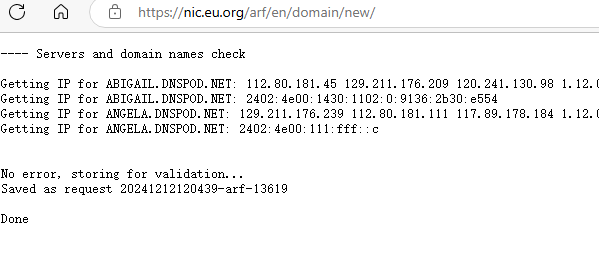 https://nic.eu.org/arf/en/domain/new/
---- Servers and domain names check
Getting IP for ABIGAIL.DNSPOD.NET: 112.80.181.45 129.211.176.209 120.241.130.98 1.12.0
Getting IP for ABIGAIL.DNSPOD.NET: 2402:4e00:1430:1102:0:9136:2b30:e554
Getting IP for ANGELA.DNSPOD.NET: 129.211.176.239 112.80.181.111 117.89.178.184 1.12.0
Getting IP for ANGELA.DNSPOD.NET: 2402:4e00:111:fff::c
No error, storing for validation...
Saved as request 20241212120439-arf-13619
Done